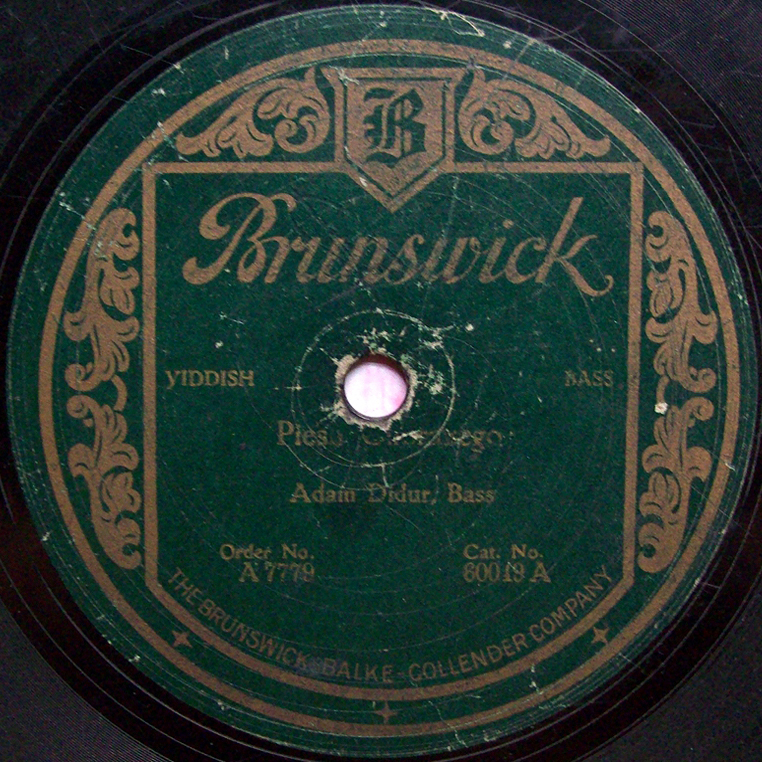 B
Brunswick
YIDDISH BASS
Adam Didur, Bass
Order No. Cat. No.
A 7779 60019 A
THE BRUNSWICK-BALKE-COLLENDER COMPANY